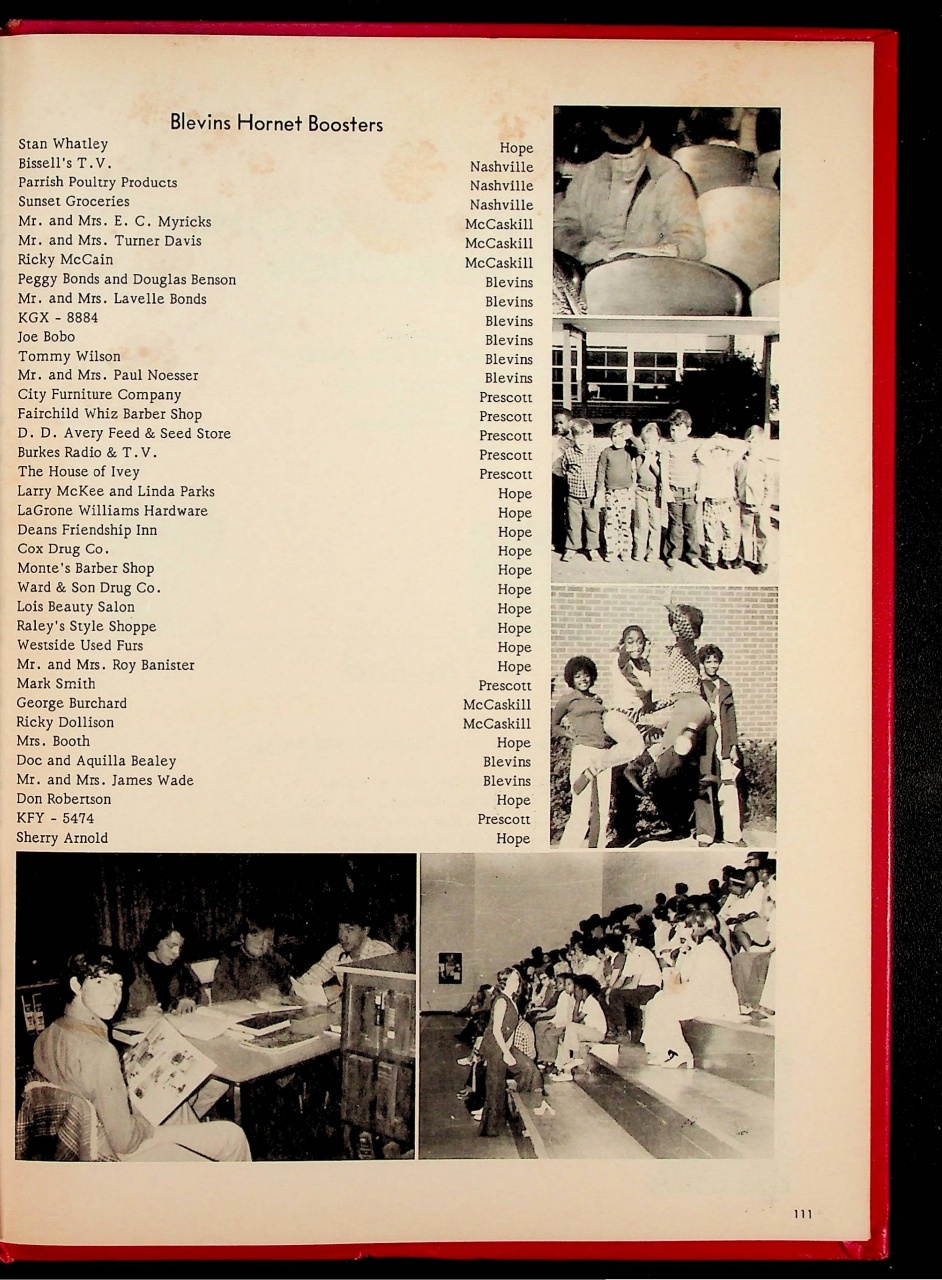 Blevins Hornet Boosters
Stan Whatley Hope
Bissell's T.V. Nashville
Parrish Poultry Products Nashville
Sunset Groceries Nashville
Mr. and Mrs. E. C. Myricks McCaskill
Mr. and Mrs. Turner Davis McCaskill
Ricky McCain McCaskill
Peggy Bonds and Douglas Benson Blevins
Mr. and Mrs. Lavelle Bonds Blevins
KGX - 8884 Blevins
Joe Bobo Blevins
Tommy Wilson Blevins
Mr. and Mrs. Paul Noesser Blevins
City Furniture Company Prescott
Fairchild Whiz Barber Shop Prescott
D. D. Avery Feed & Seed Store Prescott
Burkes Radio & T.V. Prescott
The House of Ivey Prescott
Larry McKee and Linda Parks Hope
LaGrone Williams Hardware Hope
Deans Friendship Inn Hope
Cox Drug Co. Hope
Monte's Barber Shop Hope
Ward & Son Drug Co. Hope
Lois Beauty Salon Hope
Raley's Style Shoppe Hope
Westside Used Furs Hope
Mr. and Mrs. Roy Banister Hope
Mark Smith Prescott
George Burchard McCaskill
Ricky Dollison McCaskill
Mrs. Booth Hope
Doc and Aquilla Bealey Blevins
Mr. and Mrs. James Wade Blevins
Don Robertson Hope
KFY - 5474 Prescott
Sherry Arnold Hope
111